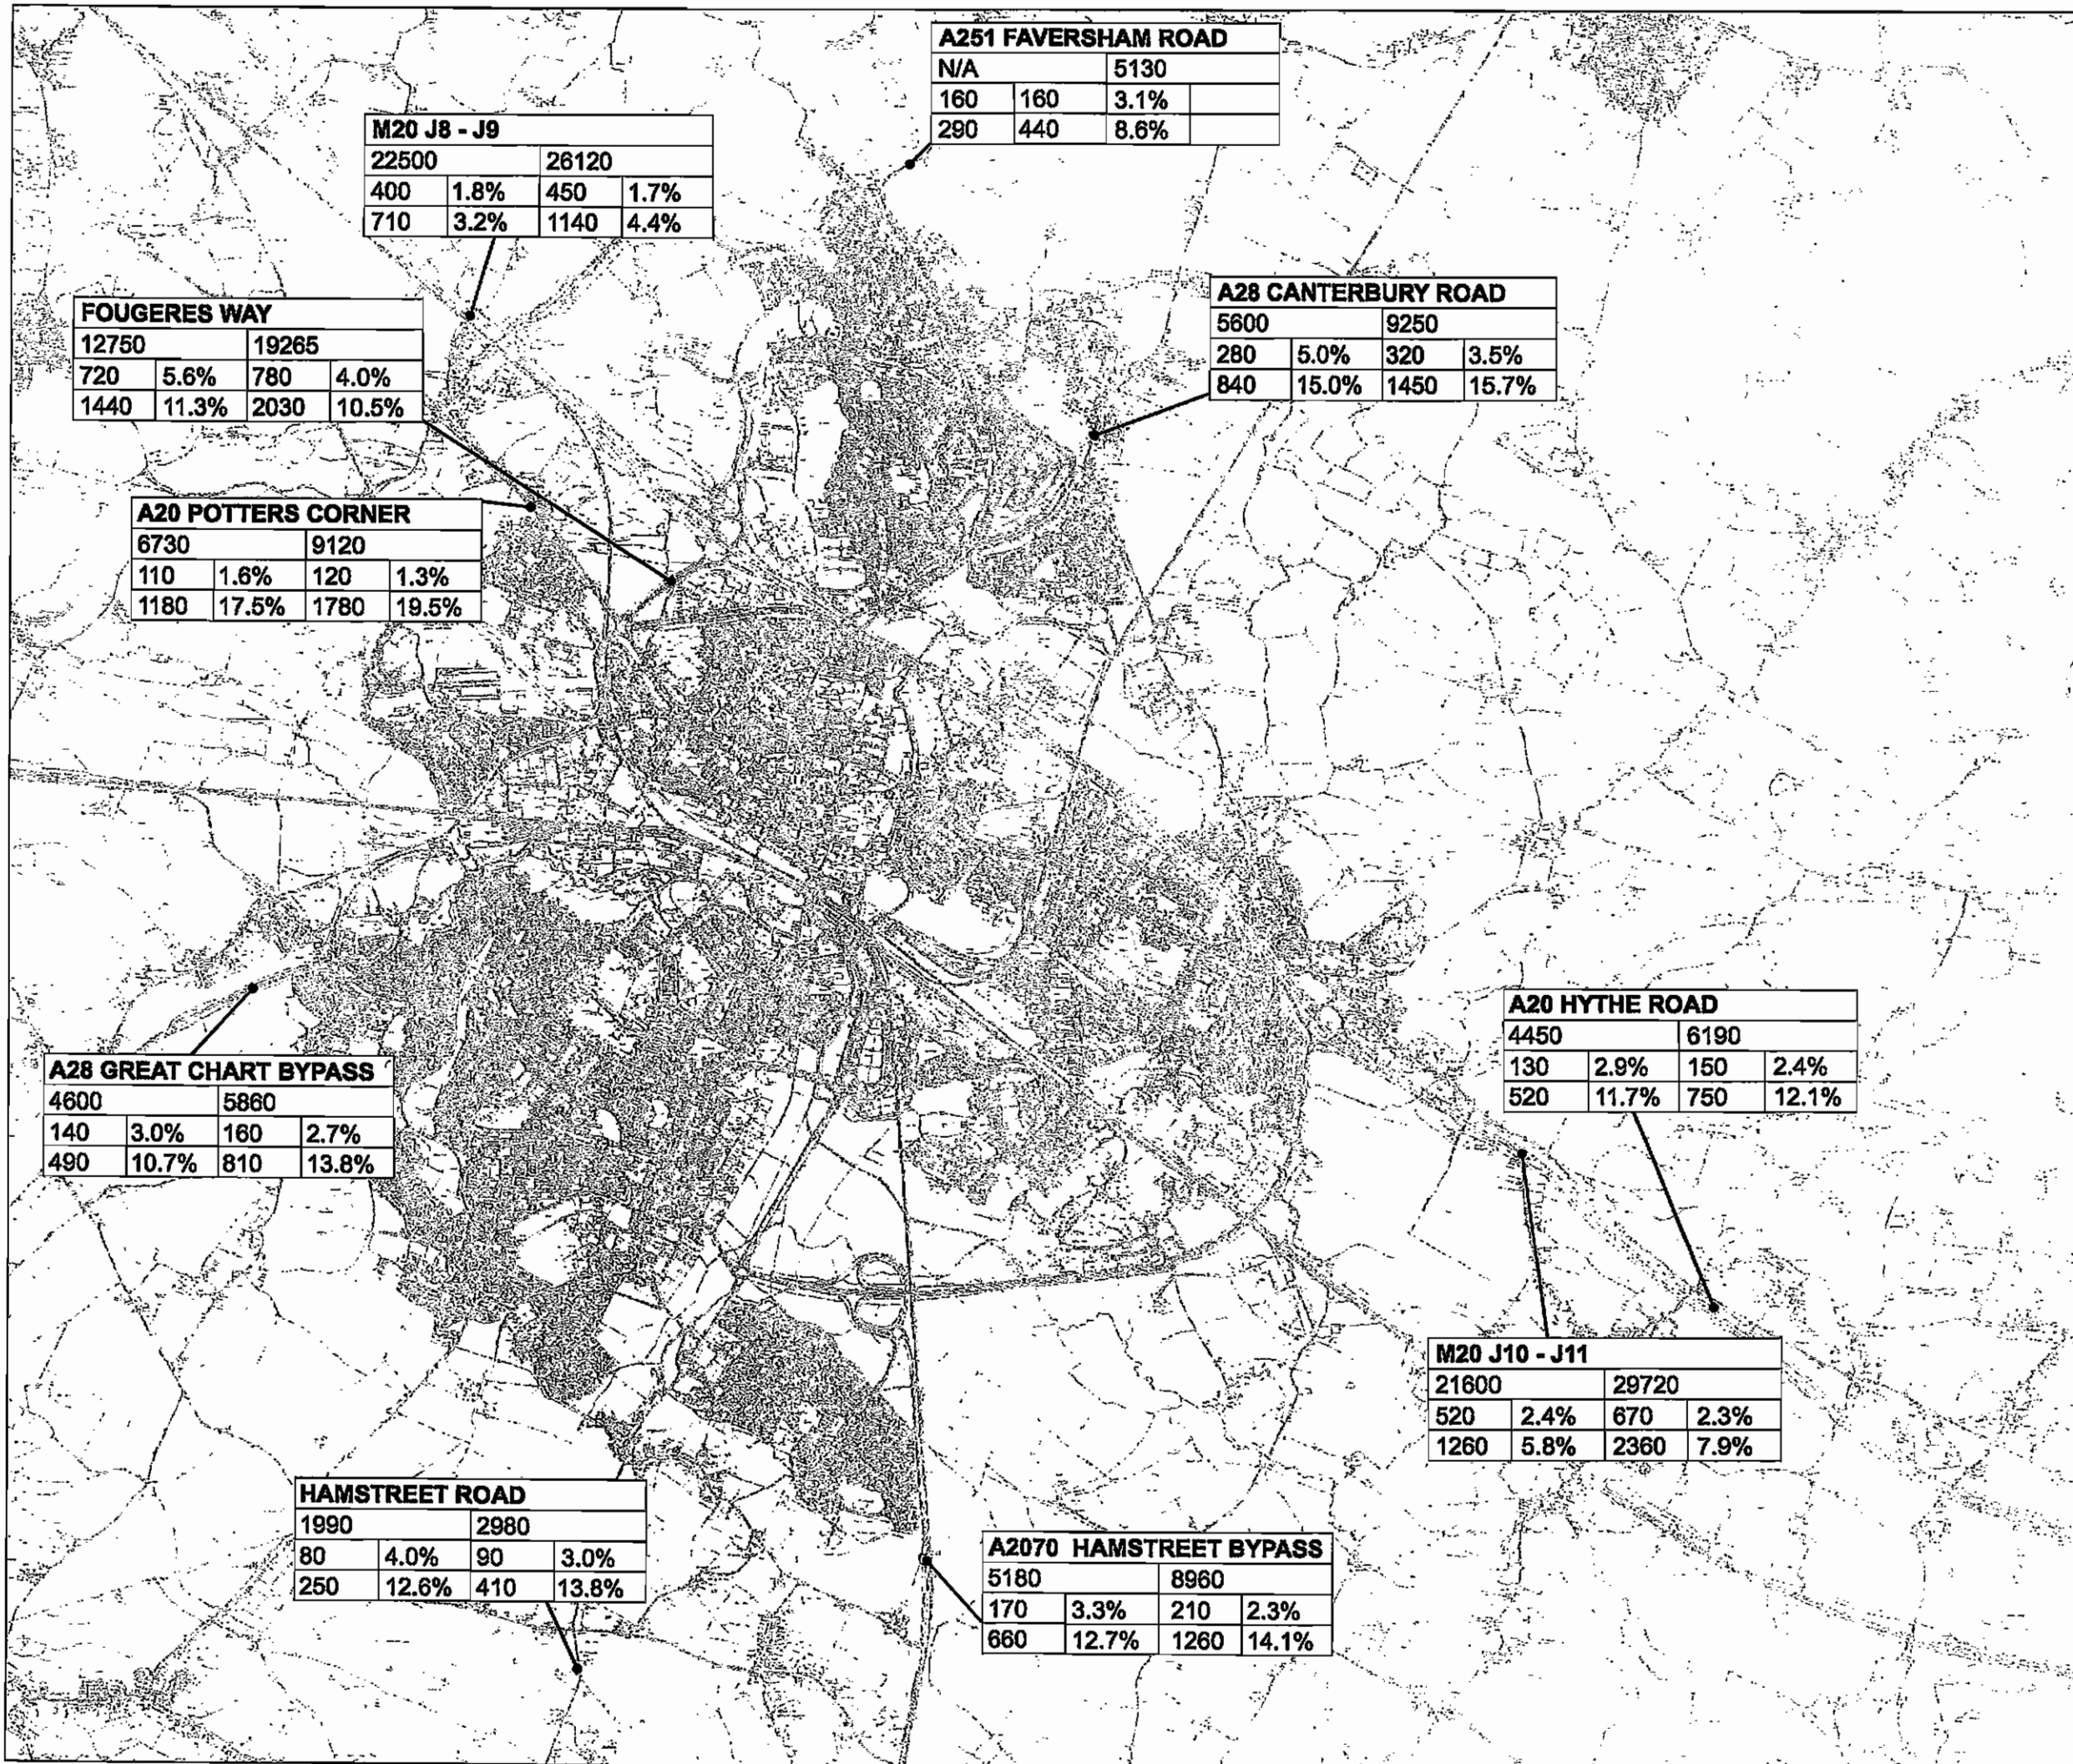 A251 FAVERSHAM ROAD
N/A 5130
160 160 3.1%
290 440 8.6%
M20 J8 - J9
22500 26120
400 1.8% 450 1.7%
710 3.2% 1140 4.4%
A28 CANTERBURY ROAD
5600 9250
280 5.0% 320 3.5%
840 15.0% 1450 15.7%
FOUGERES WAY
12750 19265
720 5.6% 780 4.0%
1440 11.3% 2030 10.5%
A20 POTTERS CORNER
6730 9120
110 1.6% 120 1.3%
1180 17.5% 1780 19.5%
A20 HYTHE ROAD
4450 6190
130 2.9% 150 2.4%
520 11.7% 750 12.1%
A28 GREAT CHART BYPASS
4600 5860
140 3.0% 160 2.7%
490 10.7% 810 13.8%
M20 J10 - J11
21600 29720
520 2.4% 670 2.3%
1260 5.8% 2360 7.9%
HAMSTREET ROAD
1990 2980
80 4.0% 90 3.0%
250 12.6% 410 13.8%
A2070 HAMSTREET BYPASS
5180 8960
170 3.3% 210 2.3%
660 12.7% 1260 14.1%